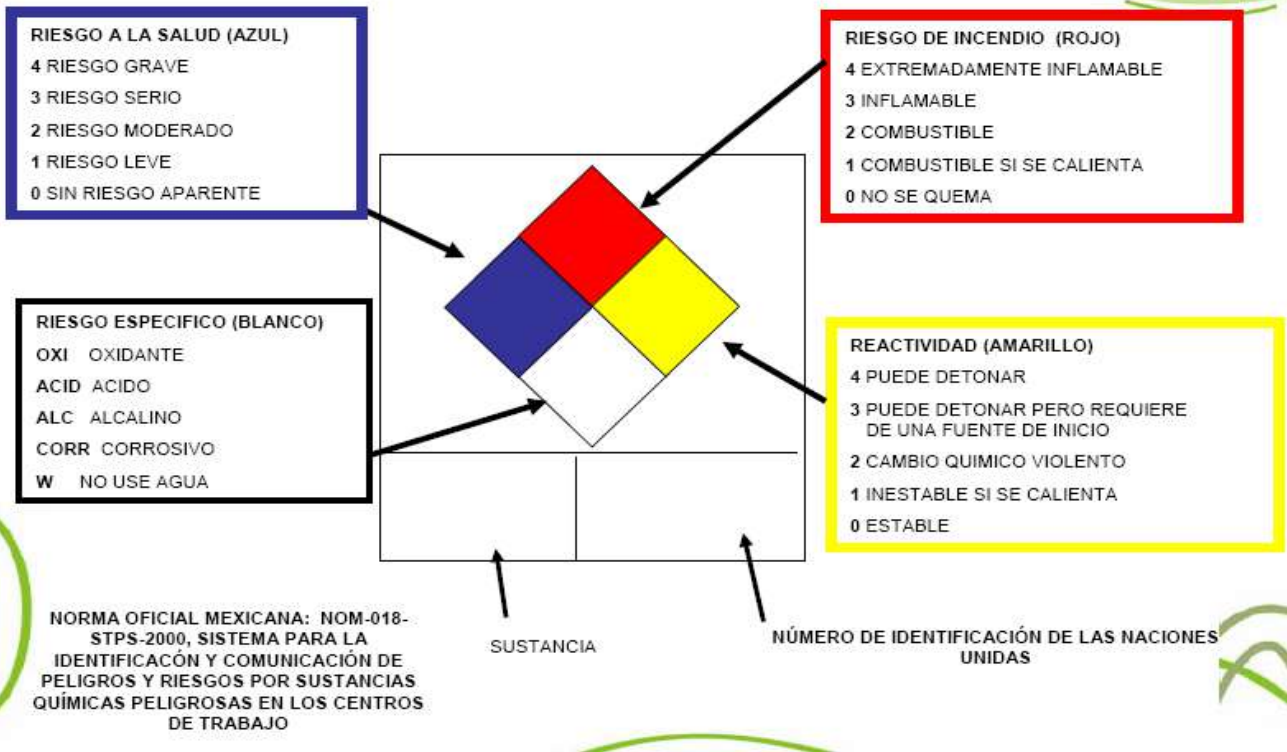 RIESGO A LA SALUD (AZUL)
4 RIESGO GRAVE
3 RIESGO SERIO
2 RIESGO MODERADO
1 RIESGO LEVE
0 SIN RIESGO APARENTE
RIESGO DE INCENDIO (ROJO)
4 EXTREMADAMENTE INFLAMABLE
3 INFLAMABLE
2 COMBUSTIBLE
1 COMBUSTIBLE SI SE CALIENTA
0 NO SE QUEMA
RIESGO ESPECIFICO (BLANCO)
OXI OXIDANTE
ACID ACIDO
ALC ALCALINO
CORR CORROSIVO
W NO USE AGUA
REACTIVIDAD (AMARILLO)
4 PUEDE DETONAR
3 PUEDE DETONAR PERO REQUIERE
DE UNA FUENTE DE INICIO
2 CAMBIO QUIMICO VIOLENTO
1 INESTABLE SI SE CALIENTA
0 ESTABLE
NORMA OFICIAL MEXICANA: NOM-018-
STPS-2000, SISTEMA PARA LA
IDENTIFICACÓN Y COMUNICACIÓN DE
PELIGROS Y RIESGOS POR SUSTANCIAS
QUÍMICAS PELIGROSAS EN LOS CENTROS
DE TRABAJO
SUSTANCIA
NÚMERO DE IDENTIFICACIÓN DE LAS NACIONES
UNIDAS